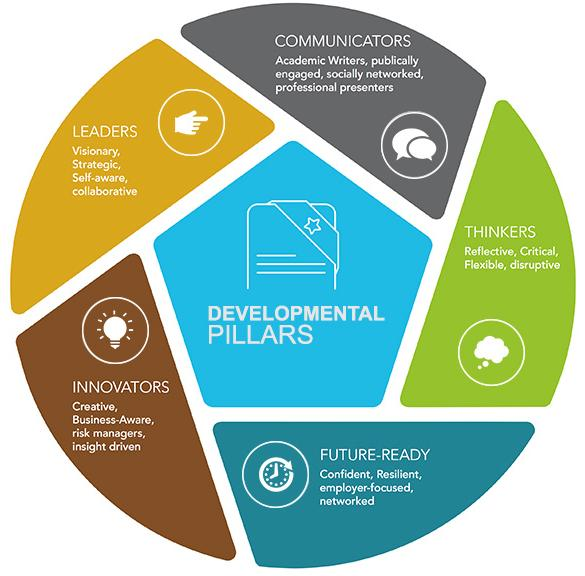 COMMUNICATORS
Academic Writers, publically
engaged, socially networked,
professional presenters
LEADERS
Visionary,
Strategic,
Self-aware,
collaborative
THINKERS
Reflective, Critical,
Flexible, disruptive
DEVELOPMENTAL
PILLARS
INNOVATORS
Creative,
Business-Aware,
risk managers,
insight driven
FUTURE-READY
Confident, Resilient,
employer-focused,
networked